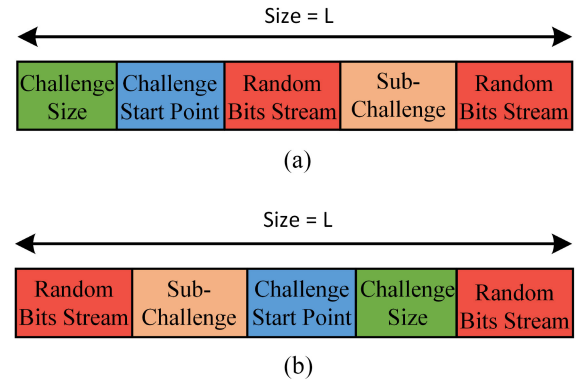 Size = L
Challenge Size
Challenge Start Point
Random Bits Stream
Sub-Challenge
Random Bits Stream
(a)
Size = L
Random Bits Stream
Sub-Challenge
Challenge Start Point
Challenge Size
Random Bits Stream
(b)